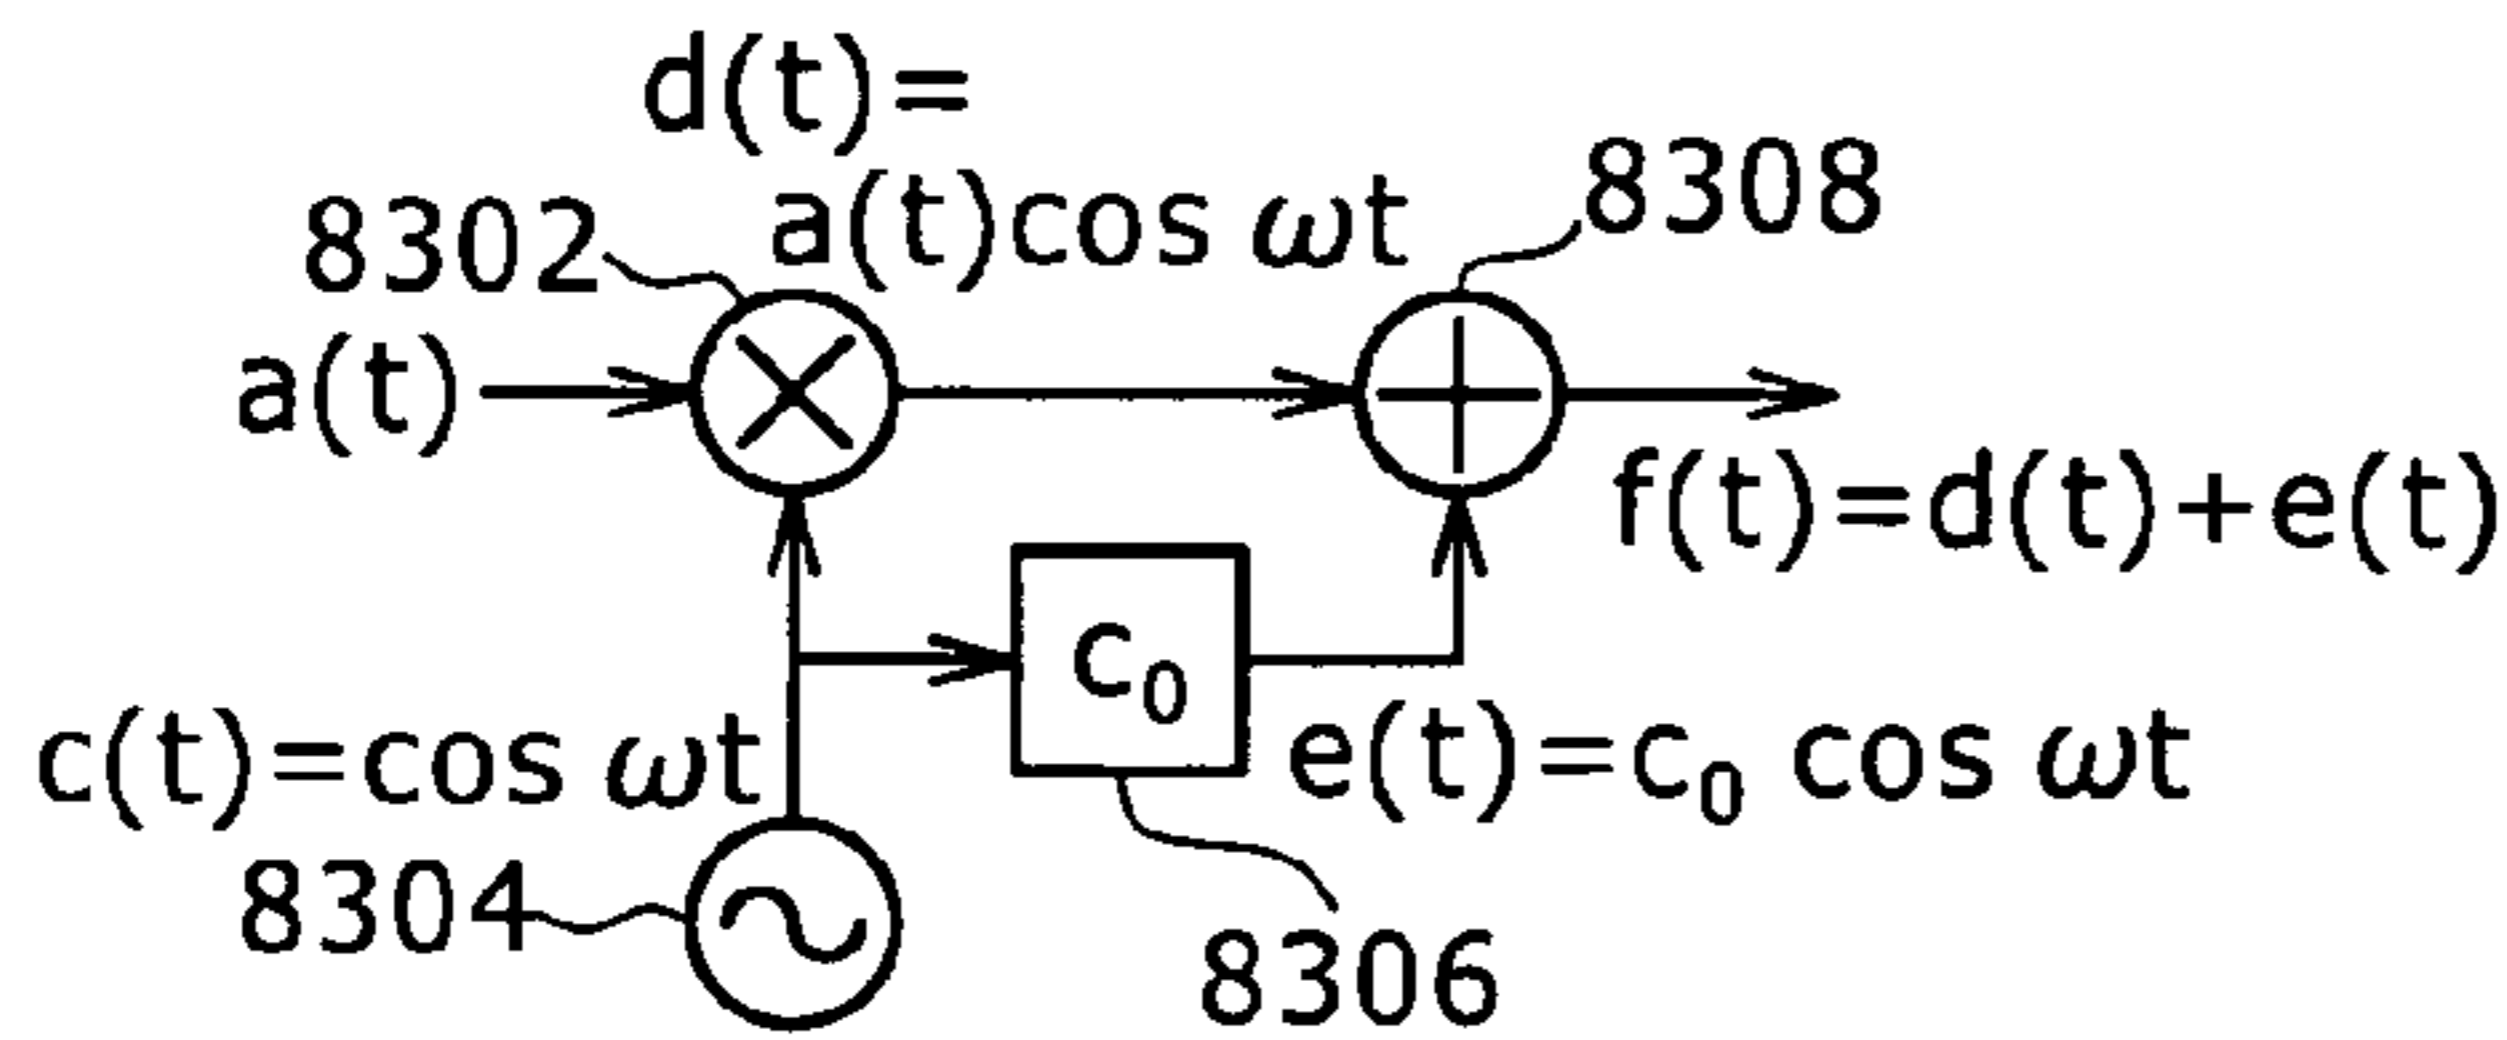 d(t)=
a(t)cos ωt
8308
8302
a(t)
f(t)=d(t)+e(t)
c₀
c(t)=cos ωt
e(t)=c₀ cos ωt
8304
8306